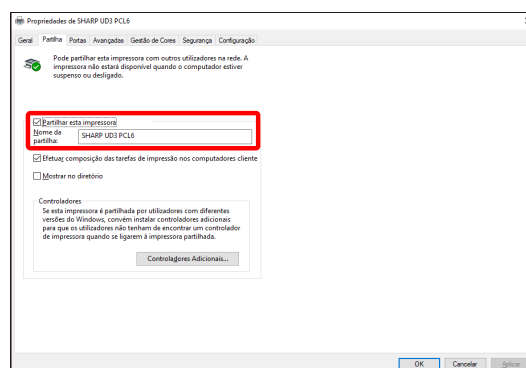 Propriedades de SHARP UD3 PCL6
Geral Partilha Portas Avançadas Gestão de Cores Segurança Configuração
Pode partilhar esta impressora com outros utilizadores na rede. A
impressora não estará disponível quando o computador estiver
suspenso ou desligado.
Partilhar esta impressora
Nome da
partilha:
SHARP UD3 PCL6
Efetuar composição das tarefas de impressão nos computadores cliente
Mostrar no diretório
Controladores
Se esta impressora é partilhada por utilizadores com diferentes
versões do Windows, convém instalar controladores adicionais
para que os utilizadores não tenham de encontrar um controlador
de impressora quando se ligarem à impressora partilhada.
Controladores Adicionais...
OK Cancelar Aplicar